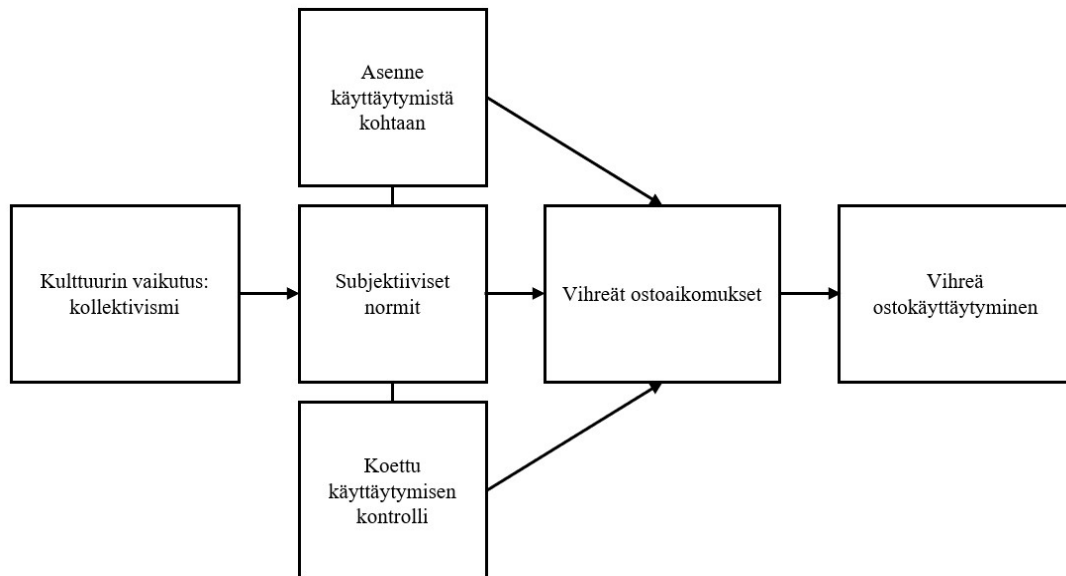 Asenne
käyttäytymistä
kohtaan
Kulttuurin vaikutus:
kollektivismi
Subjektiiviset
normit
Vihreät ostoaikomukset
Vihreä
ostokäyttäytyminen
Koettu
käyttäytymisen
kontrolli